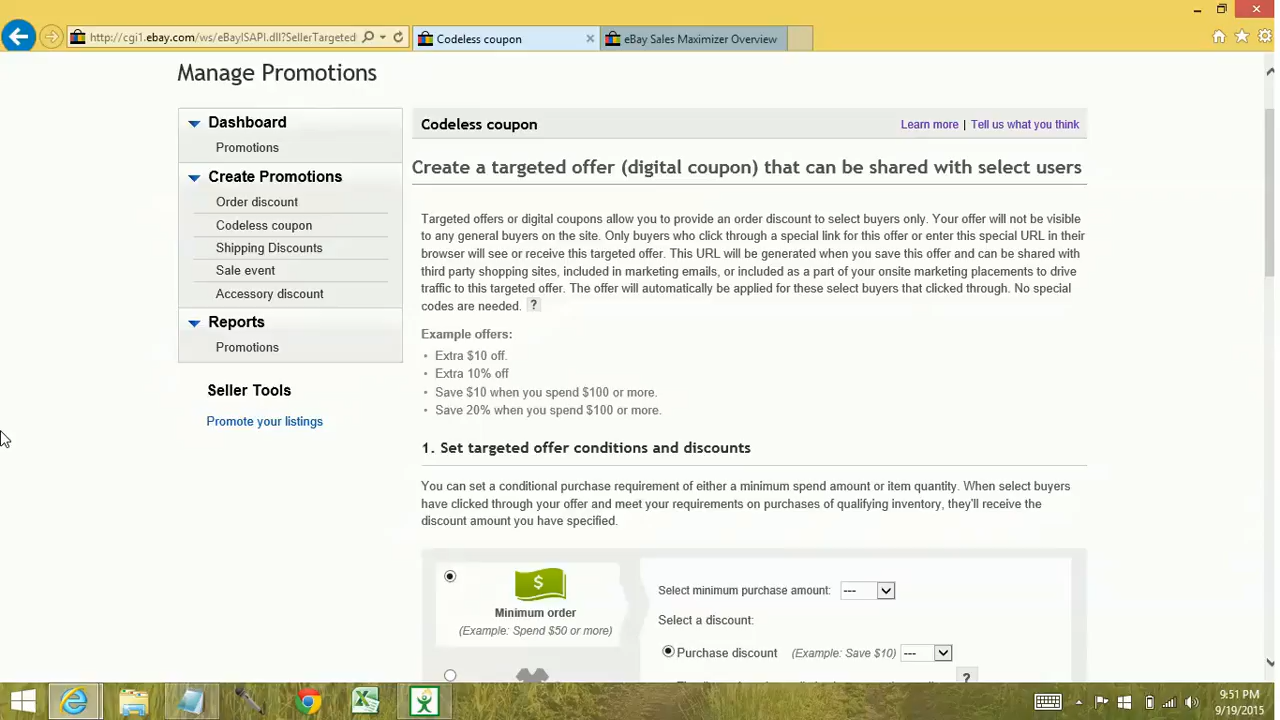 http://cgi1.ebay.com/ws/eBayISAPI.dll?SellerTargeted
Codeless coupon
eBay Sales Maximizer Overview
Manage Promotions
Dashboard
Promotions
Create Promotions
Order discount
Codeless coupon
Shipping Discounts
Sale event
Accessory discount
Reports
Promotions
Seller Tools
Promote your listings
Codeless coupon
Learn more | Tell us what you think
Create a targeted offer (digital coupon) that can be shared with select users
Targeted offers or digital coupons allow you to provide an order discount to select buyers only. Your offer will not be visible
to any general buyers on the site. Only buyers who click through a special link for this offer or enter this special URL in their
browser will see or receive this targeted offer. This URL will be generated when you save this offer and can be shared with
third party shopping sites, included in marketing emails, or included as a part of your onsite marketing placements to drive
traffic to this targeted offer. The offer will automatically be applied for these select buyers that clicked through. No special
codes are needed. ?
Example offers:
• Extra $10 off.
• Extra 10% off
• Save $10 when you spend $100 or more.
• Save 20% when you spend $100 or more.
1. Set targeted offer conditions and discounts
You can set a conditional purchase requirement of either a minimum spend amount or item quantity. When select buyers
have clicked through your offer and meet your requirements on purchases of qualifying inventory, they'll receive the
discount amount you have specified.
$
Minimum order
(Example: Spend $50 or more)
Select minimum purchase amount: ---
Select a discount:
Purchase discount (Example: Save $10) ---
?
9:51 PM
9/19/2015